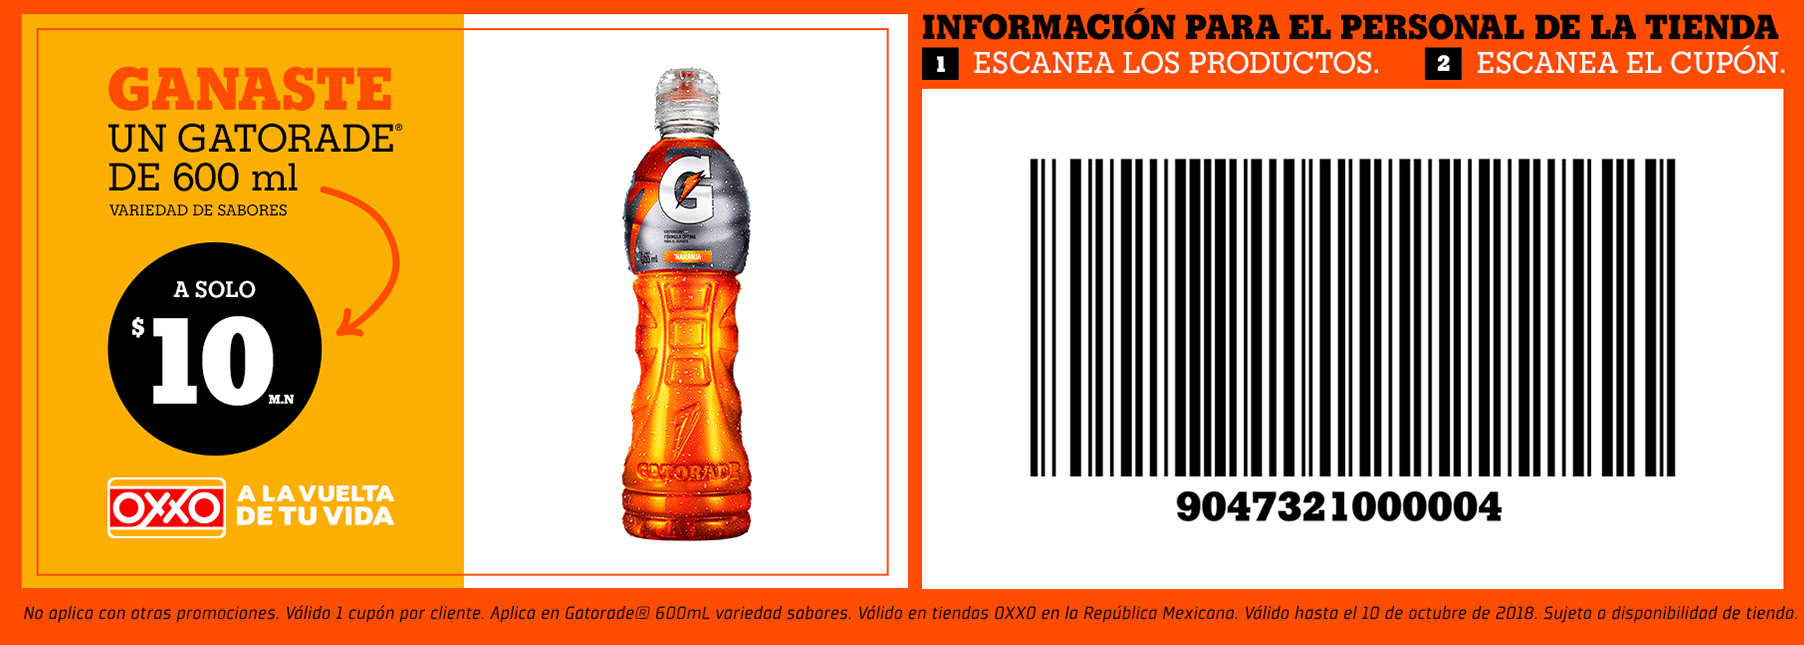 GANASTE
UN GATORADE®
DE 600 ml
VARIEDAD DE SABORES
A SOLO
$10 M.N
OXXO
A LA VUELTA
DE TU VIDA
G
FÓRMULA ÓPTIMA
NARANJA
GATORADE
INFORMACIÓN PARA EL PERSONAL DE LA TIENDA
1 ESCANEA LOS PRODUCTOS. 2 ESCANEA EL CUPÓN.
9047321000004
No aplica con otras promociones. Válido 1 cupón por cliente. Aplica en Gatorade® 600mL variedad sabores. Válido en tiendas OXXO en la República Mexicana. Válido hasta el 10 de octubre de 2018. Sujeto a disponibilidad de tienda.